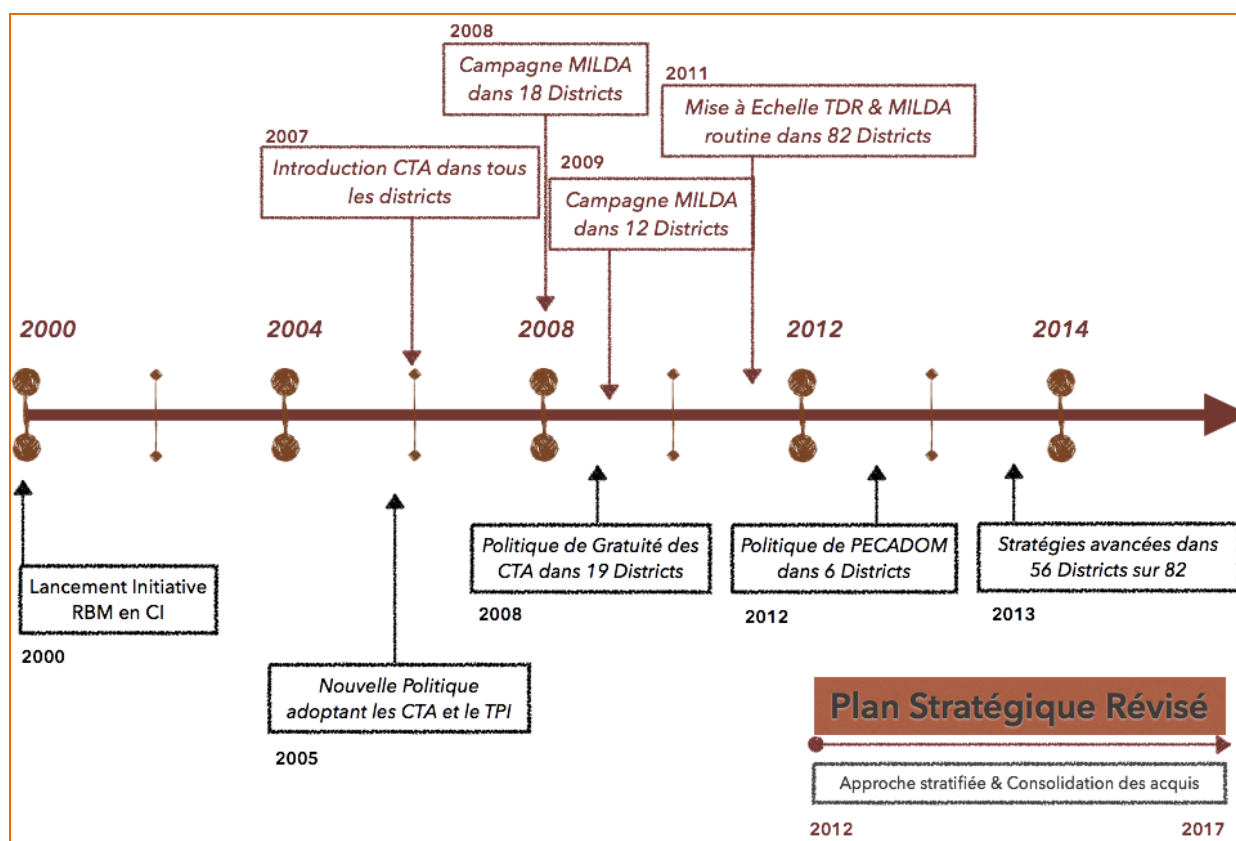 2008
Campagne MILDA
dans 18 Districts
2011
Mise à Echelle TDR & MILDA
routine dans 82 Districts
2007
Introduction CTA dans tous
les districts
2009
Campagne MILDA
dans 12 Districts
2000
2004
2008
2012
2014
Lancement Initiative
RBM en CI
2000
Nouvelle Politique
adoptant les CTA et le TPI
2005
Politique de Gratuité des
CTA dans 19 Districts
2008
Politique de PECADOM
dans 6 Districts
2012
Stratégies avancées dans
56 Districts sur 82
2013
Plan Stratégique Révisé
Approche stratifiée & Consolidation des acquis
2012
2017